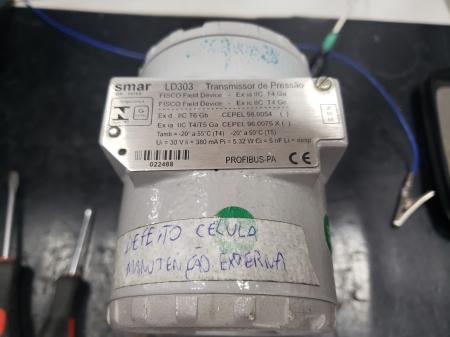 smar
LD303 Transmissor de Pressão
FISCO Field Device - Ex ia IIC T4 Ga
FISCO Field Device - Ex ic IIC T4 Gc
Ex d IIC T6 Gb CEPEL 98.0054 ( )
Ex ia IIC T4/T5 Ga CEPEL 96.0075 X ( )
Tamb = -20° a 55°C (T4) -20° a 50°C (T5)
Ui = 30 V Ii = 380 mA Pi = 5.32 W Ci = 5 nF Li =
022488
PROFIBUS-PA CE
DEFEITO CELULA
MANUTENÇÃO EXTERNA